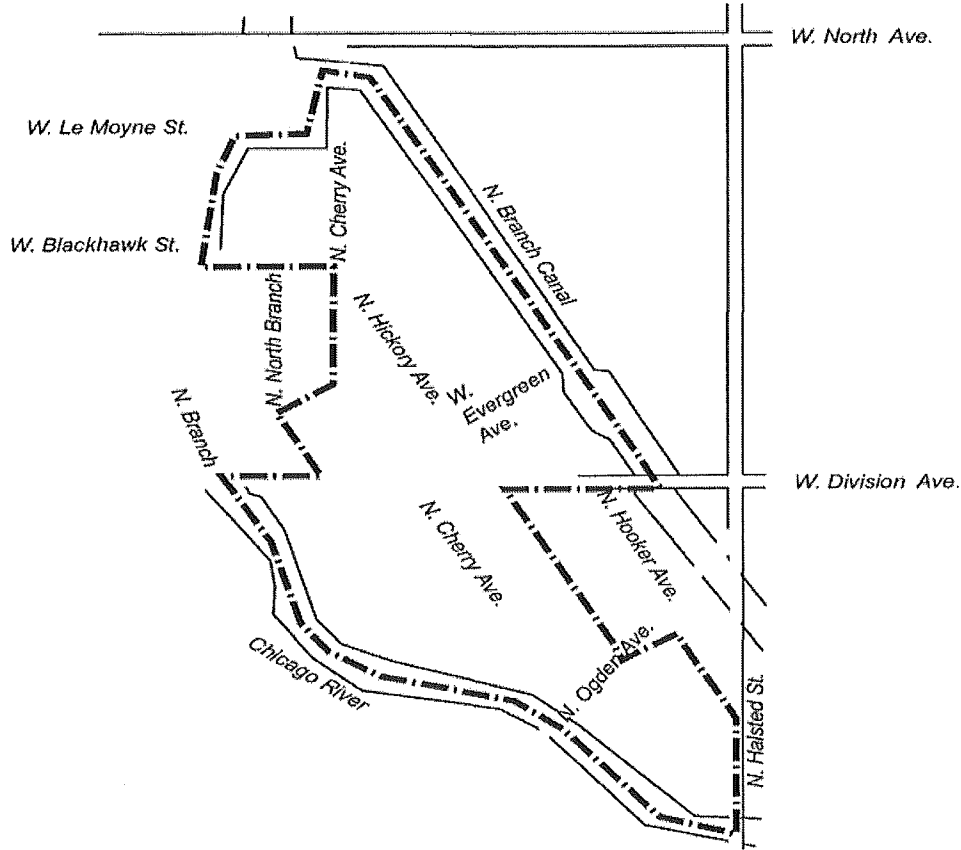 W. North Ave.
W. Le Moyne St.
N. Cherry Ave.
W. Blackhawk St.
N. Branch Canal
N. North Branch
N. Hickory Ave.
W.
Evergreen
Ave.
N. Branch
W. Division Ave.
N. Cherry Ave.
N. Hooker Ave.
Chicago River
N. Ogden Ave.
N. Halsted St.